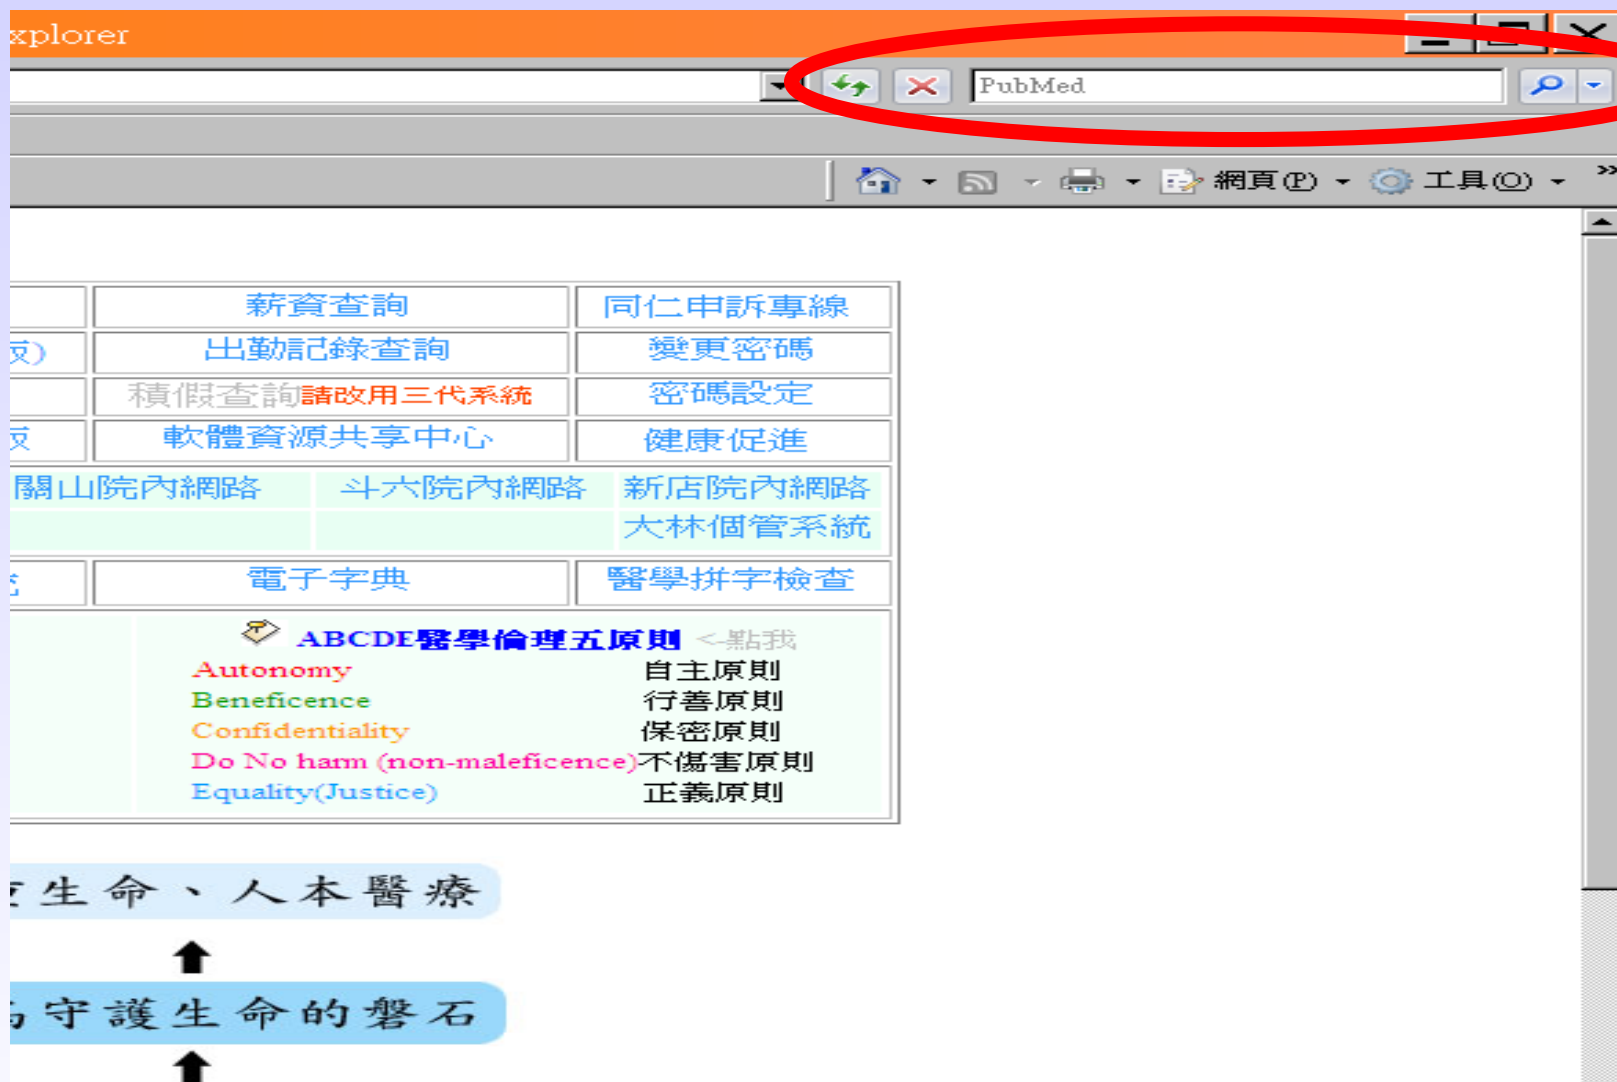 xplorer
PubMed
網頁(P) 工具(O) »
薪資查詢 同仁申訴專線
) 出勤記錄查詢 變更密碼
積假查詢請改用三代系統 密碼設定
軟體資源共享中心 健康促進
關山院內網路 斗六院內網路 新店院內網路
大林個管系統
電子字典 醫學拼字檢查
ABCDE醫學倫理五原則 <-點我
Autonomy 自主原則
Beneficence 行善原則
Confidentiality 保密原則
Do No harm (non-maleficence)不傷害原則
Equality(Justice) 正義原則
生命、人本醫療
守護生命的磐石